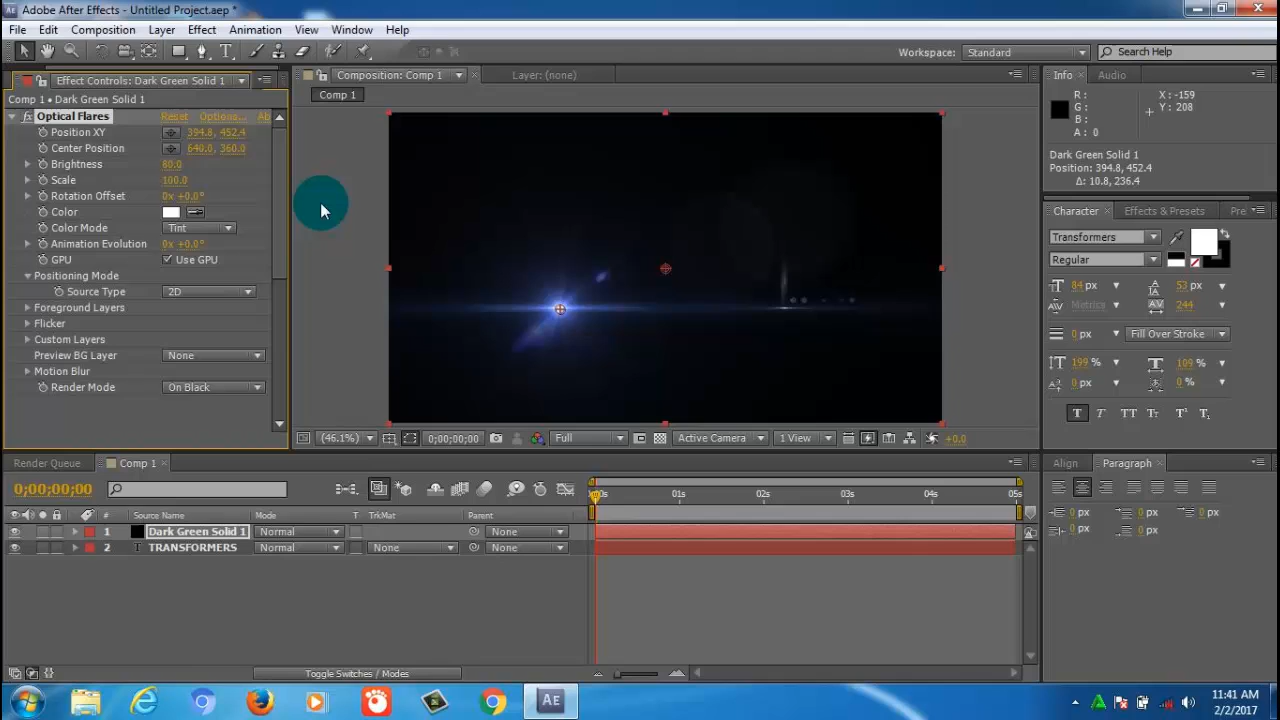 Adobe After Effects - Untitled Project.aep *
File Edit Composition Layer Effect Animation View Window Help
Workspace: Standard Search Help
Effect Controls: Dark Green Solid 1
Composition: Comp 1
Layer: (none)
Info Audio
Comp 1 • Dark Green Solid 1
Comp 1
Optical Flares Reset Options... Ab
Position XY 394.8, 452.4
Center Position 640.0, 360.0
Brightness 80.0
Scale 100.0
Rotation Offset 0x +0.0°
Color
Color Mode Tint
Animation Evolution 0x +0.0°
GPU Use GPU
Positioning Mode
Source Type 2D
Foreground Layers
Flicker
Custom Layers
Preview BG Layer None
Motion Blur
Render Mode On Black
R :
G :
B :
A : 0
X : -159
Y : 208
Dark Green Solid 1
Position: 394.8, 452.4
Δ: 10.8, 236.4
Character Effect & Presets Pre
Transformers
Regular
84 px 53 px
Metrics 244
0 px Fill Over Stroke
199 % 109 %
0 px 0 %
T T TT Tт T¹ T₁
(46.1%) 0;00;00;00 Full Active Camera 1 View +0.0
Render Queue Comp 1
Align Paragraph
0;00;00;00
:00s 01s 02s 03s 04s 05s
0 px 0 px 0 px
0 px 0 px
# Source Name Mode T TrkMat Parent
1 Dark Green Solid 1 Normal None
2 T TRANSFORMERS Normal None None
Toggle Switches / Modes
AE
11:41 AM
2/2/2017